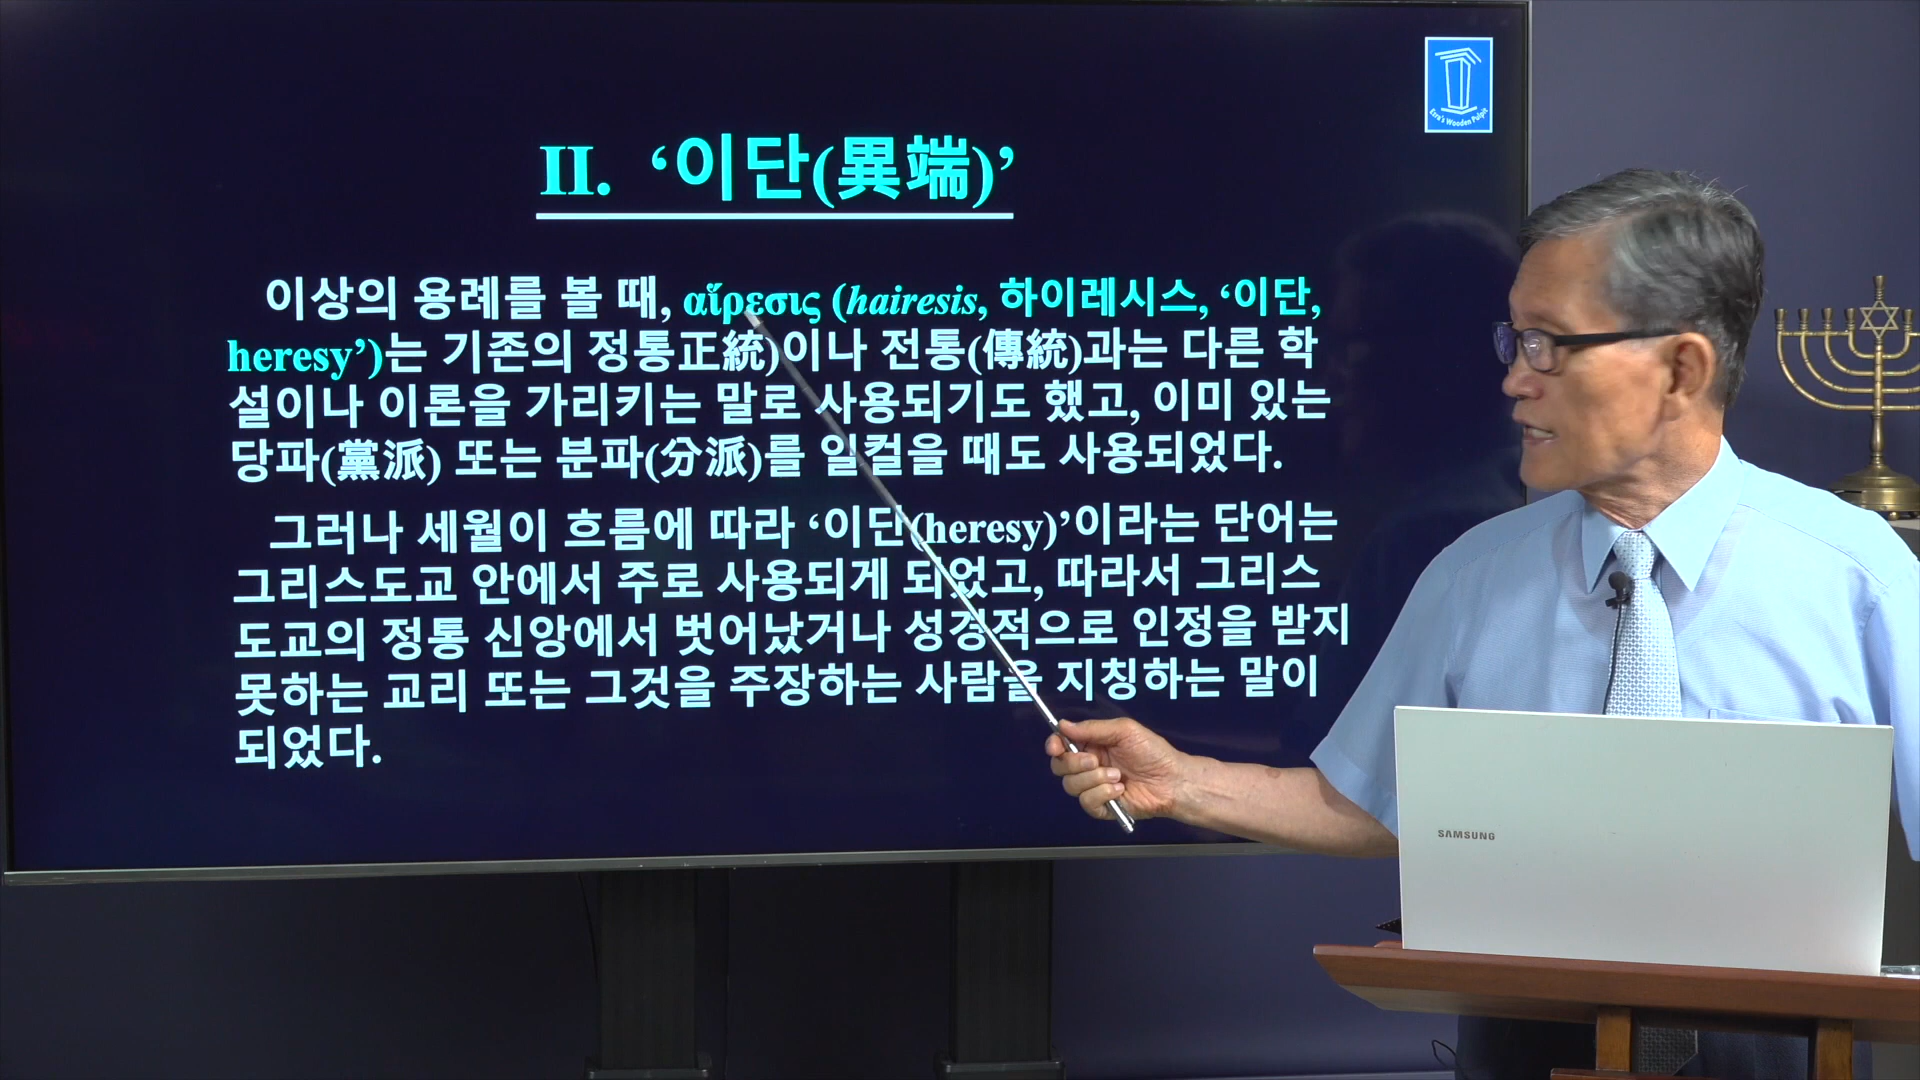 Ezra's Wooden Pulpit
II. ‘이단(異端)’
이상의 용례를 볼 때, αἵρεσις (hairesis, 하이레시스, ‘이단,
heresy’)는 기존의 정통正統)이나 전통(傳統)과는 다른 학
설이나 이론을 가리키는 말로 사용되기도 했고, 이미 있는
당파(黨派) 또는 분파(分派)를 일컬을 때도 사용되었다.
그러나 세월이 흐름에 따라 ‘이단(heresy)’이라는 단어는
그리스도교 안에서 주로 사용되게 되었고, 따라서 그리스
도교의 정통 신앙에서 벗어났거나 성경적으로 인정을 받지
못하는 교리 또는 그것을 주장하는 사람을 지칭하는 말이
되었다.
SAMSUNG